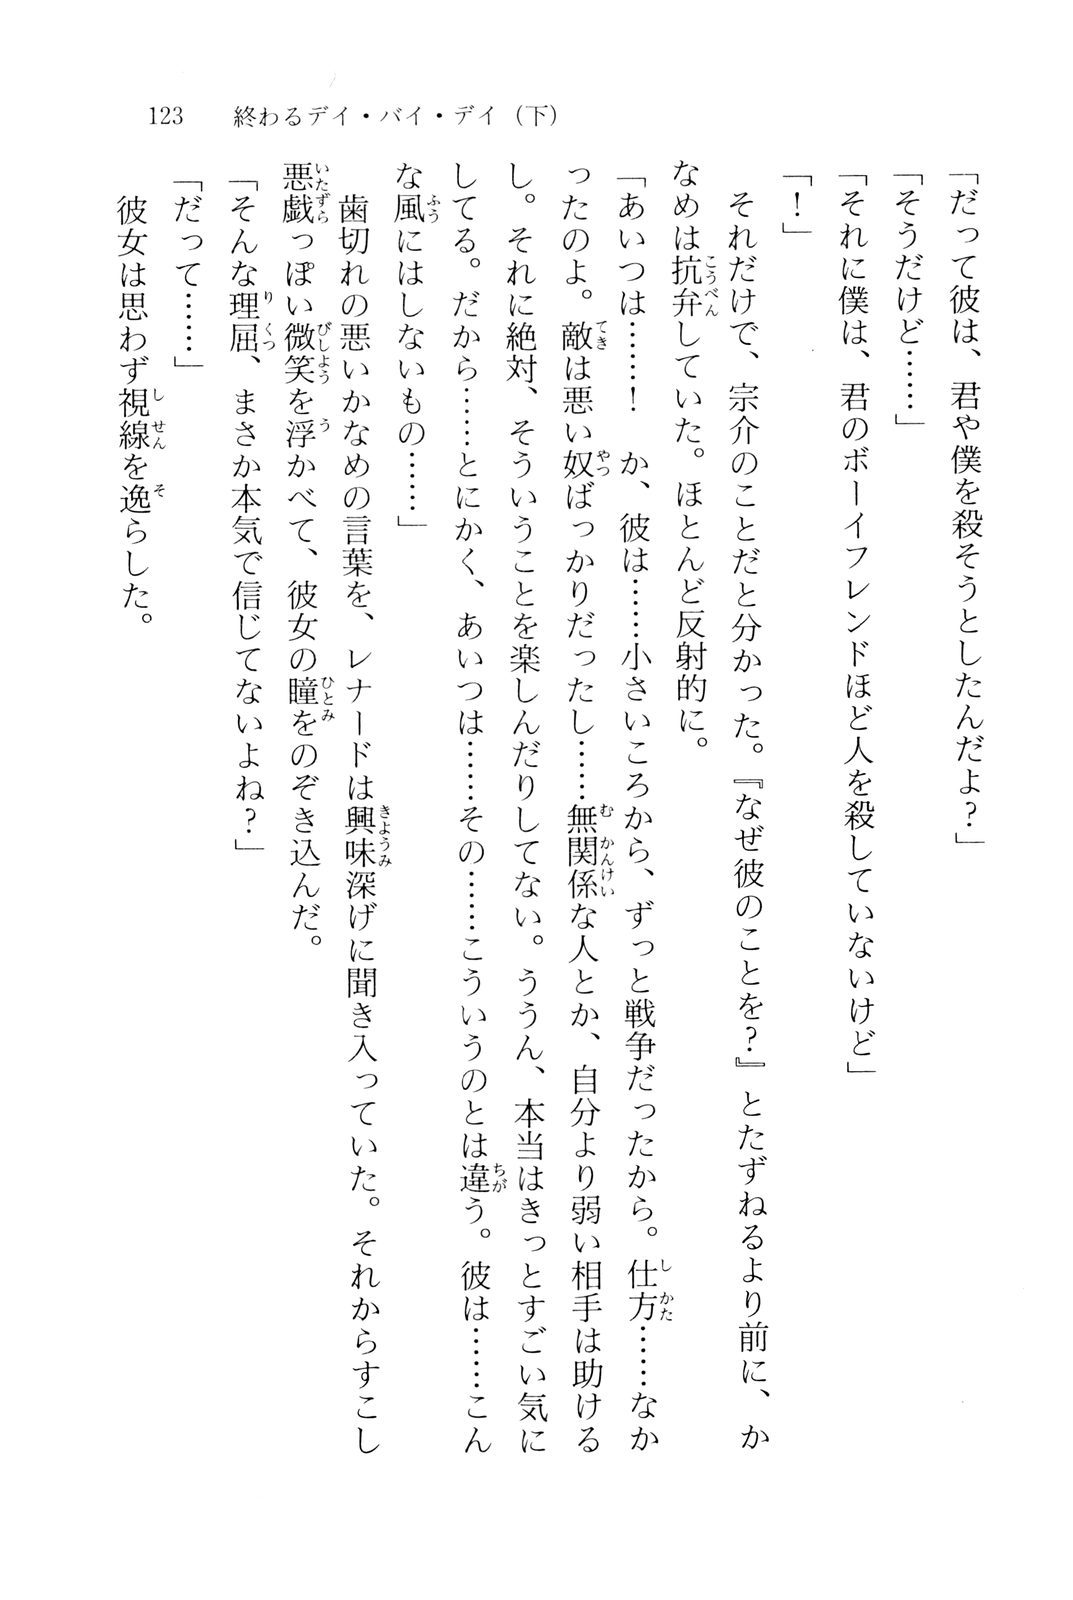 123　終わるデイ・バイ・デイ（下）
「だって彼は、君や僕を殺そうとしたんだよ？」
「そうだけど……」
「それに僕は、君のボーイフレンドほど人を殺していないけど」
「！」
　それだけで、宗介のことだと分かった。『なぜ彼のことを？』とたずねるより前に、か
なめは抗弁していた。ほとんど反射的に。
「あいつは……！　か、彼は……小さいころから、ずっと戦争だったから。仕方……なか
ったのよ。敵は悪い奴ばっかりだったし……無関係な人とか、自分より弱い相手は助ける
し。それに絶対、そういうことを楽しんだりしてない。ううん、本当はきっとすごい気に
してる。だから……とにかく、あいつは……その……こういうのとは違う。彼は……こん
な風にはしないもの……」
　歯切れの悪いかなめの言葉を、レナードは興味深げに聞き入っていた。それからすこし
悪戯っぽい微笑を浮かべて、彼女の瞳をのぞき込んだ。
「そんな理屈、まさか本気で信じてないよね？」
「だって……」
　彼女は思わず視線を逸らした。